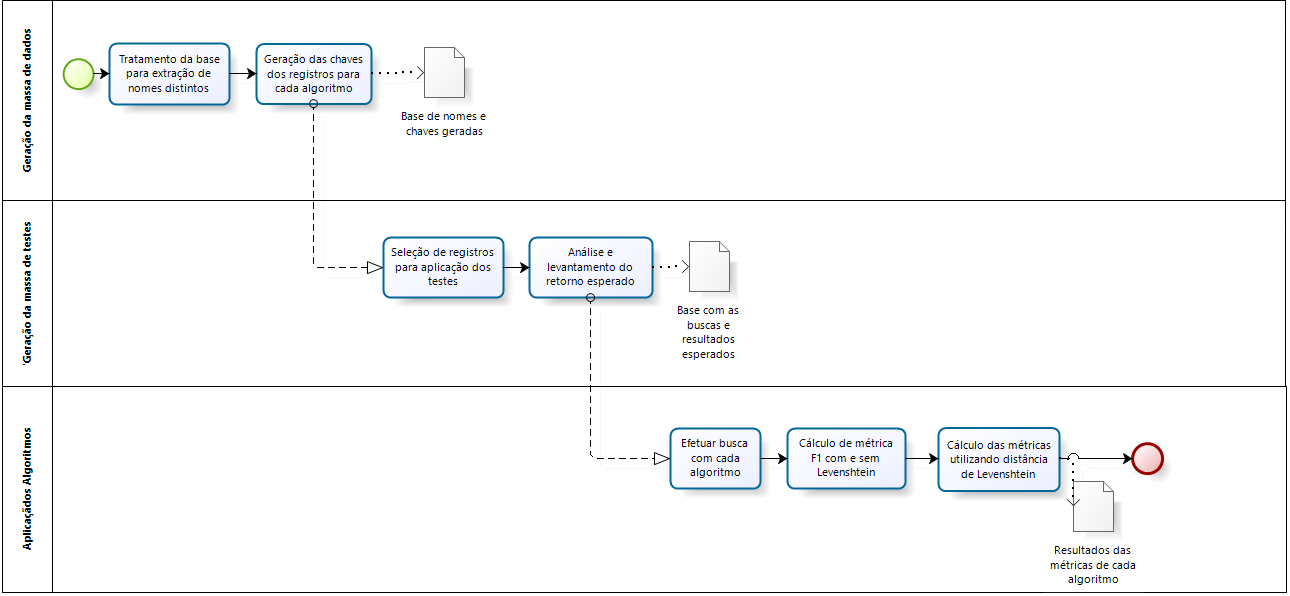 Geração da massa de dados
Tratamento da base
para extração de
nomes distintos
Geração das chaves
dos registros para
cada algoritmo
Base de nomes e
chaves geradas
'Geração da massa de testes
Seleção de registros
para aplicação dos
testes
Análise e
levantamento do
retorno esperado
Base com as
buscas e
resultados
esperados
Aplicaçãdos Algoritmos
Efetuar busca
com cada
algoritmo
Cálculo de métrica
F1 com e sem
Levenshtein
Cálculo das métricas
utilizando distância
de Levenshtein
Resultados das
métricas de cada
algoritmo